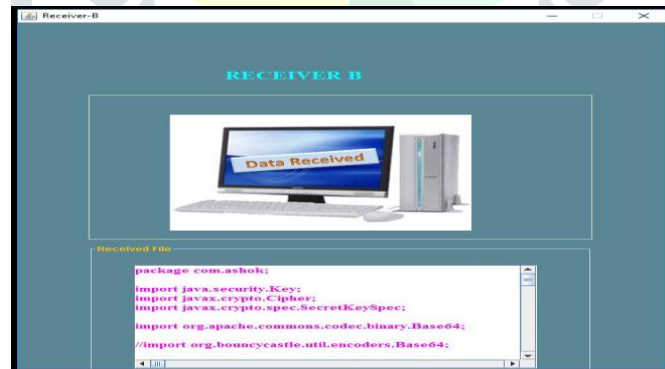 Receiver-B
RECEIVER B
Data Received
Received File
package com.ashok;
import java.security.Key;
import javax.crypto.Cipher;
import javax.crypto.spec.SecretKeySpec;
import org.apache.commons.codec.binary.Base64;
//import org.bouncycastle.util.encoders.Base64;